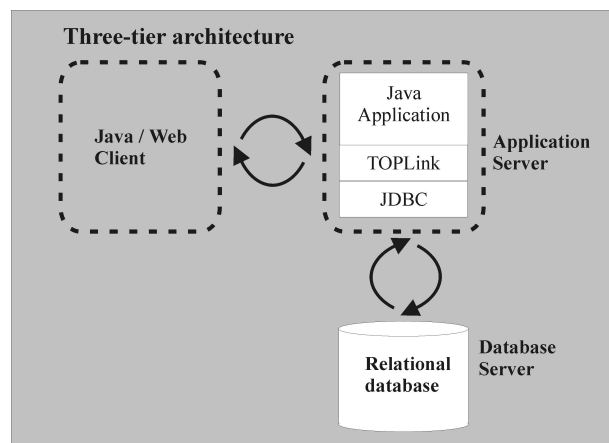 Three-tier architecture
Java / Web
Client
Java
Application
TOPLink
JDBC
Application
Server
Relational
database
Database
Server